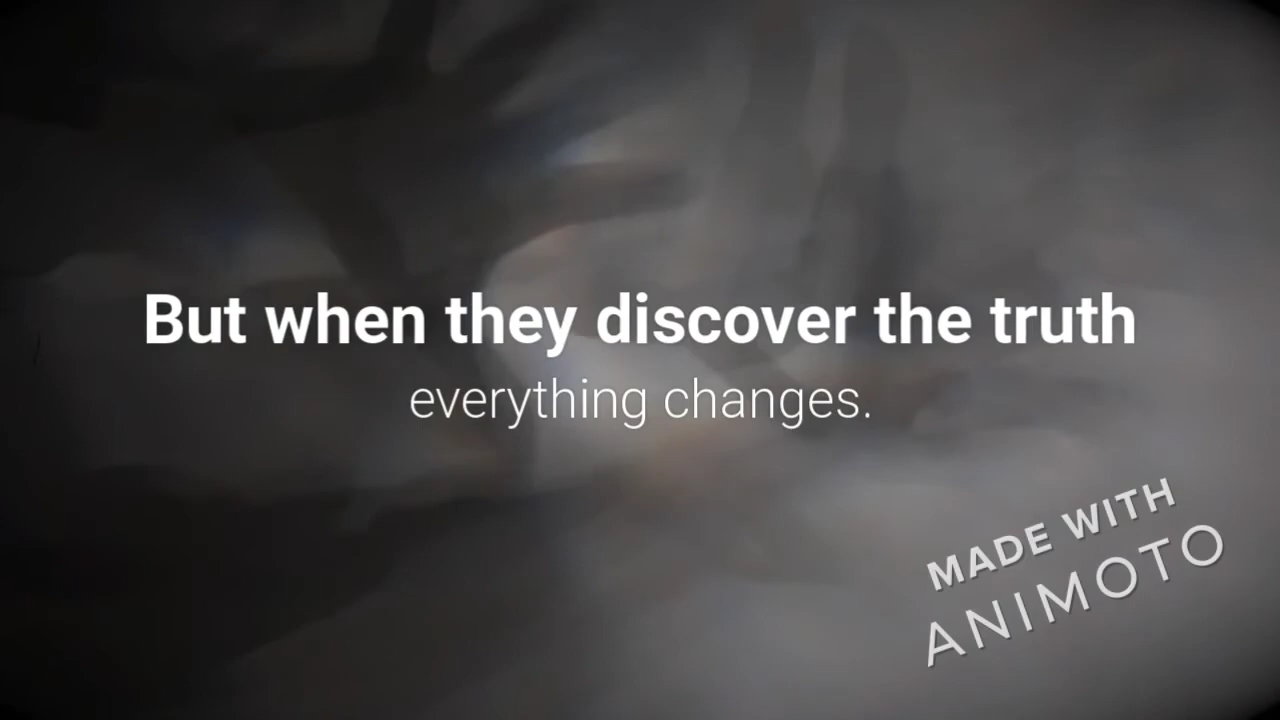 But when they discover the truth
everything changes.
MADE WITH
ANIMOTO